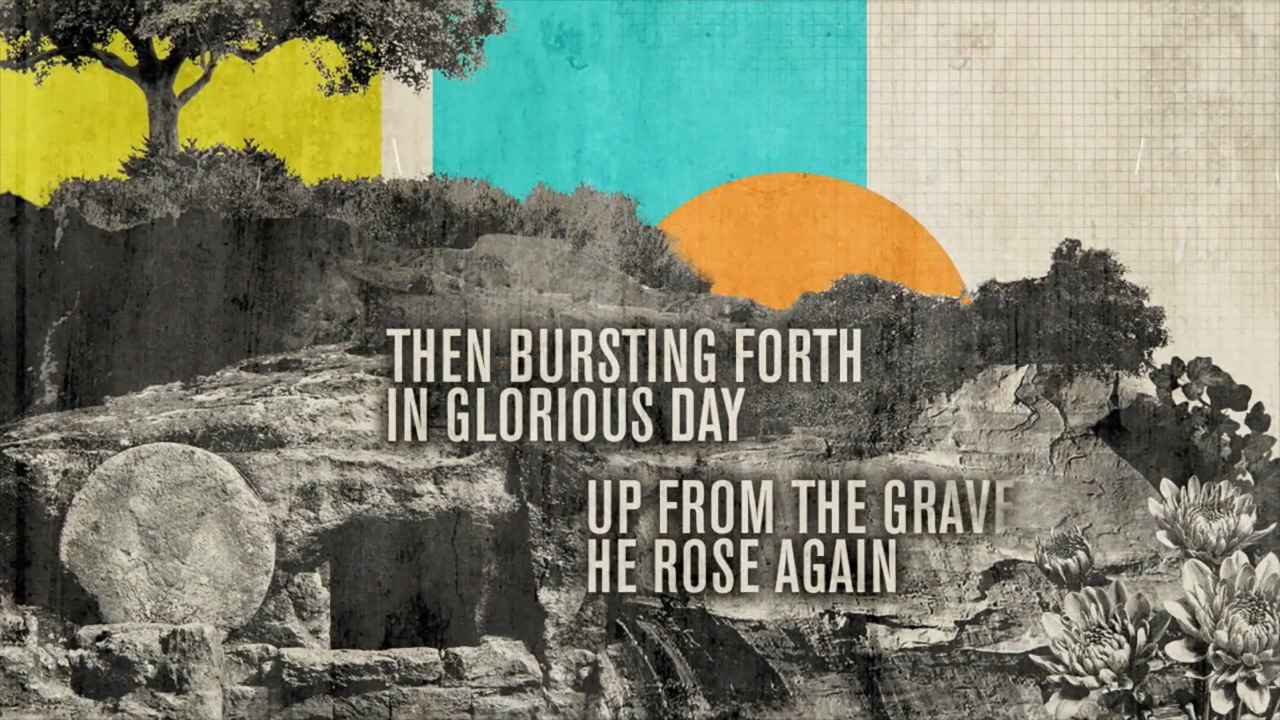 THEN BURSTING FORTH
IN GLORIOUS DAY
UP FROM THE GRAVE
HE ROSE AGAIN